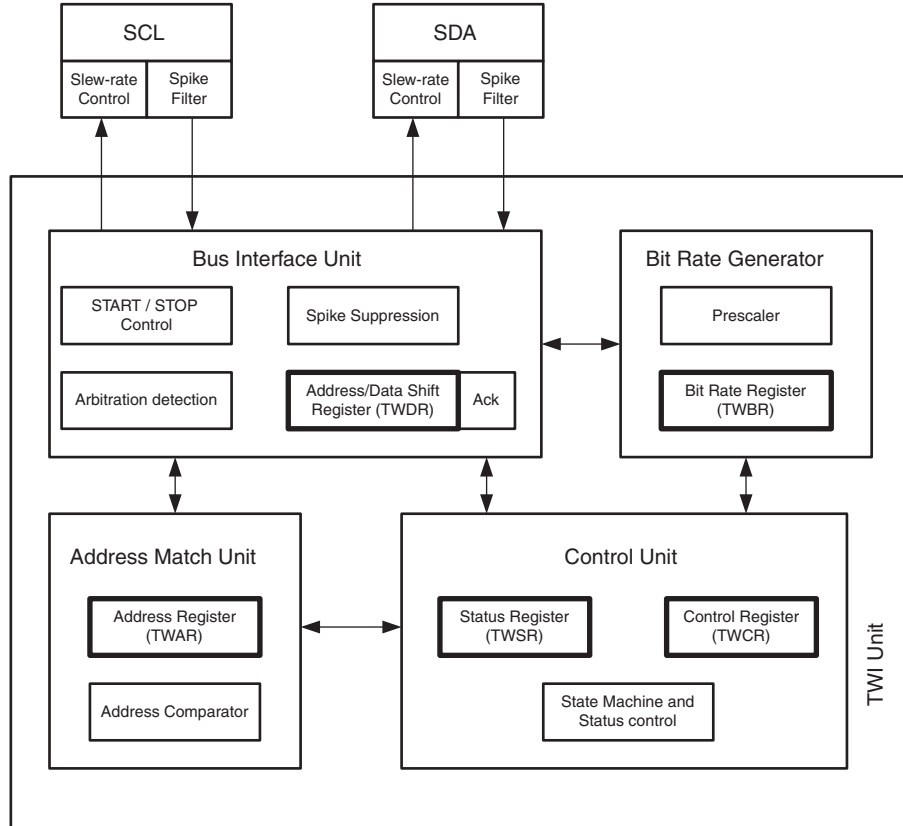 SCL
Slew-rate
Control
Spike
Filter
SDA
Slew-rate
Control
Spike
Filter
Bus Interface Unit
START / STOP
Control
Spike Suppression
Arbitration detection
Address/Data Shift
Register (TWDR)
Ack
Bit Rate Generator
Prescaler
Bit Rate Register
(TWBR)
Address Match Unit
Address Register
(TWAR)
Address Comparator
Control Unit
Status Register
(TWSR)
Control Register
(TWCR)
State Machine and
Status control
TWI Unit